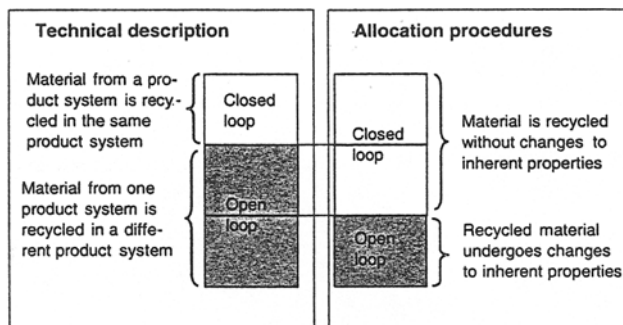 Technical description
Material from a pro-
duct system is recy-
cled in the same
product system
Closed
loop
Material from one
product system is
recycled in a diffe-
rent product system
Open
loop
Allocation procedures
Closed
loop
Material is recycled
without changes to
inherent properties
Open
loop
Recycled material
undergoes changes
to inherent properties